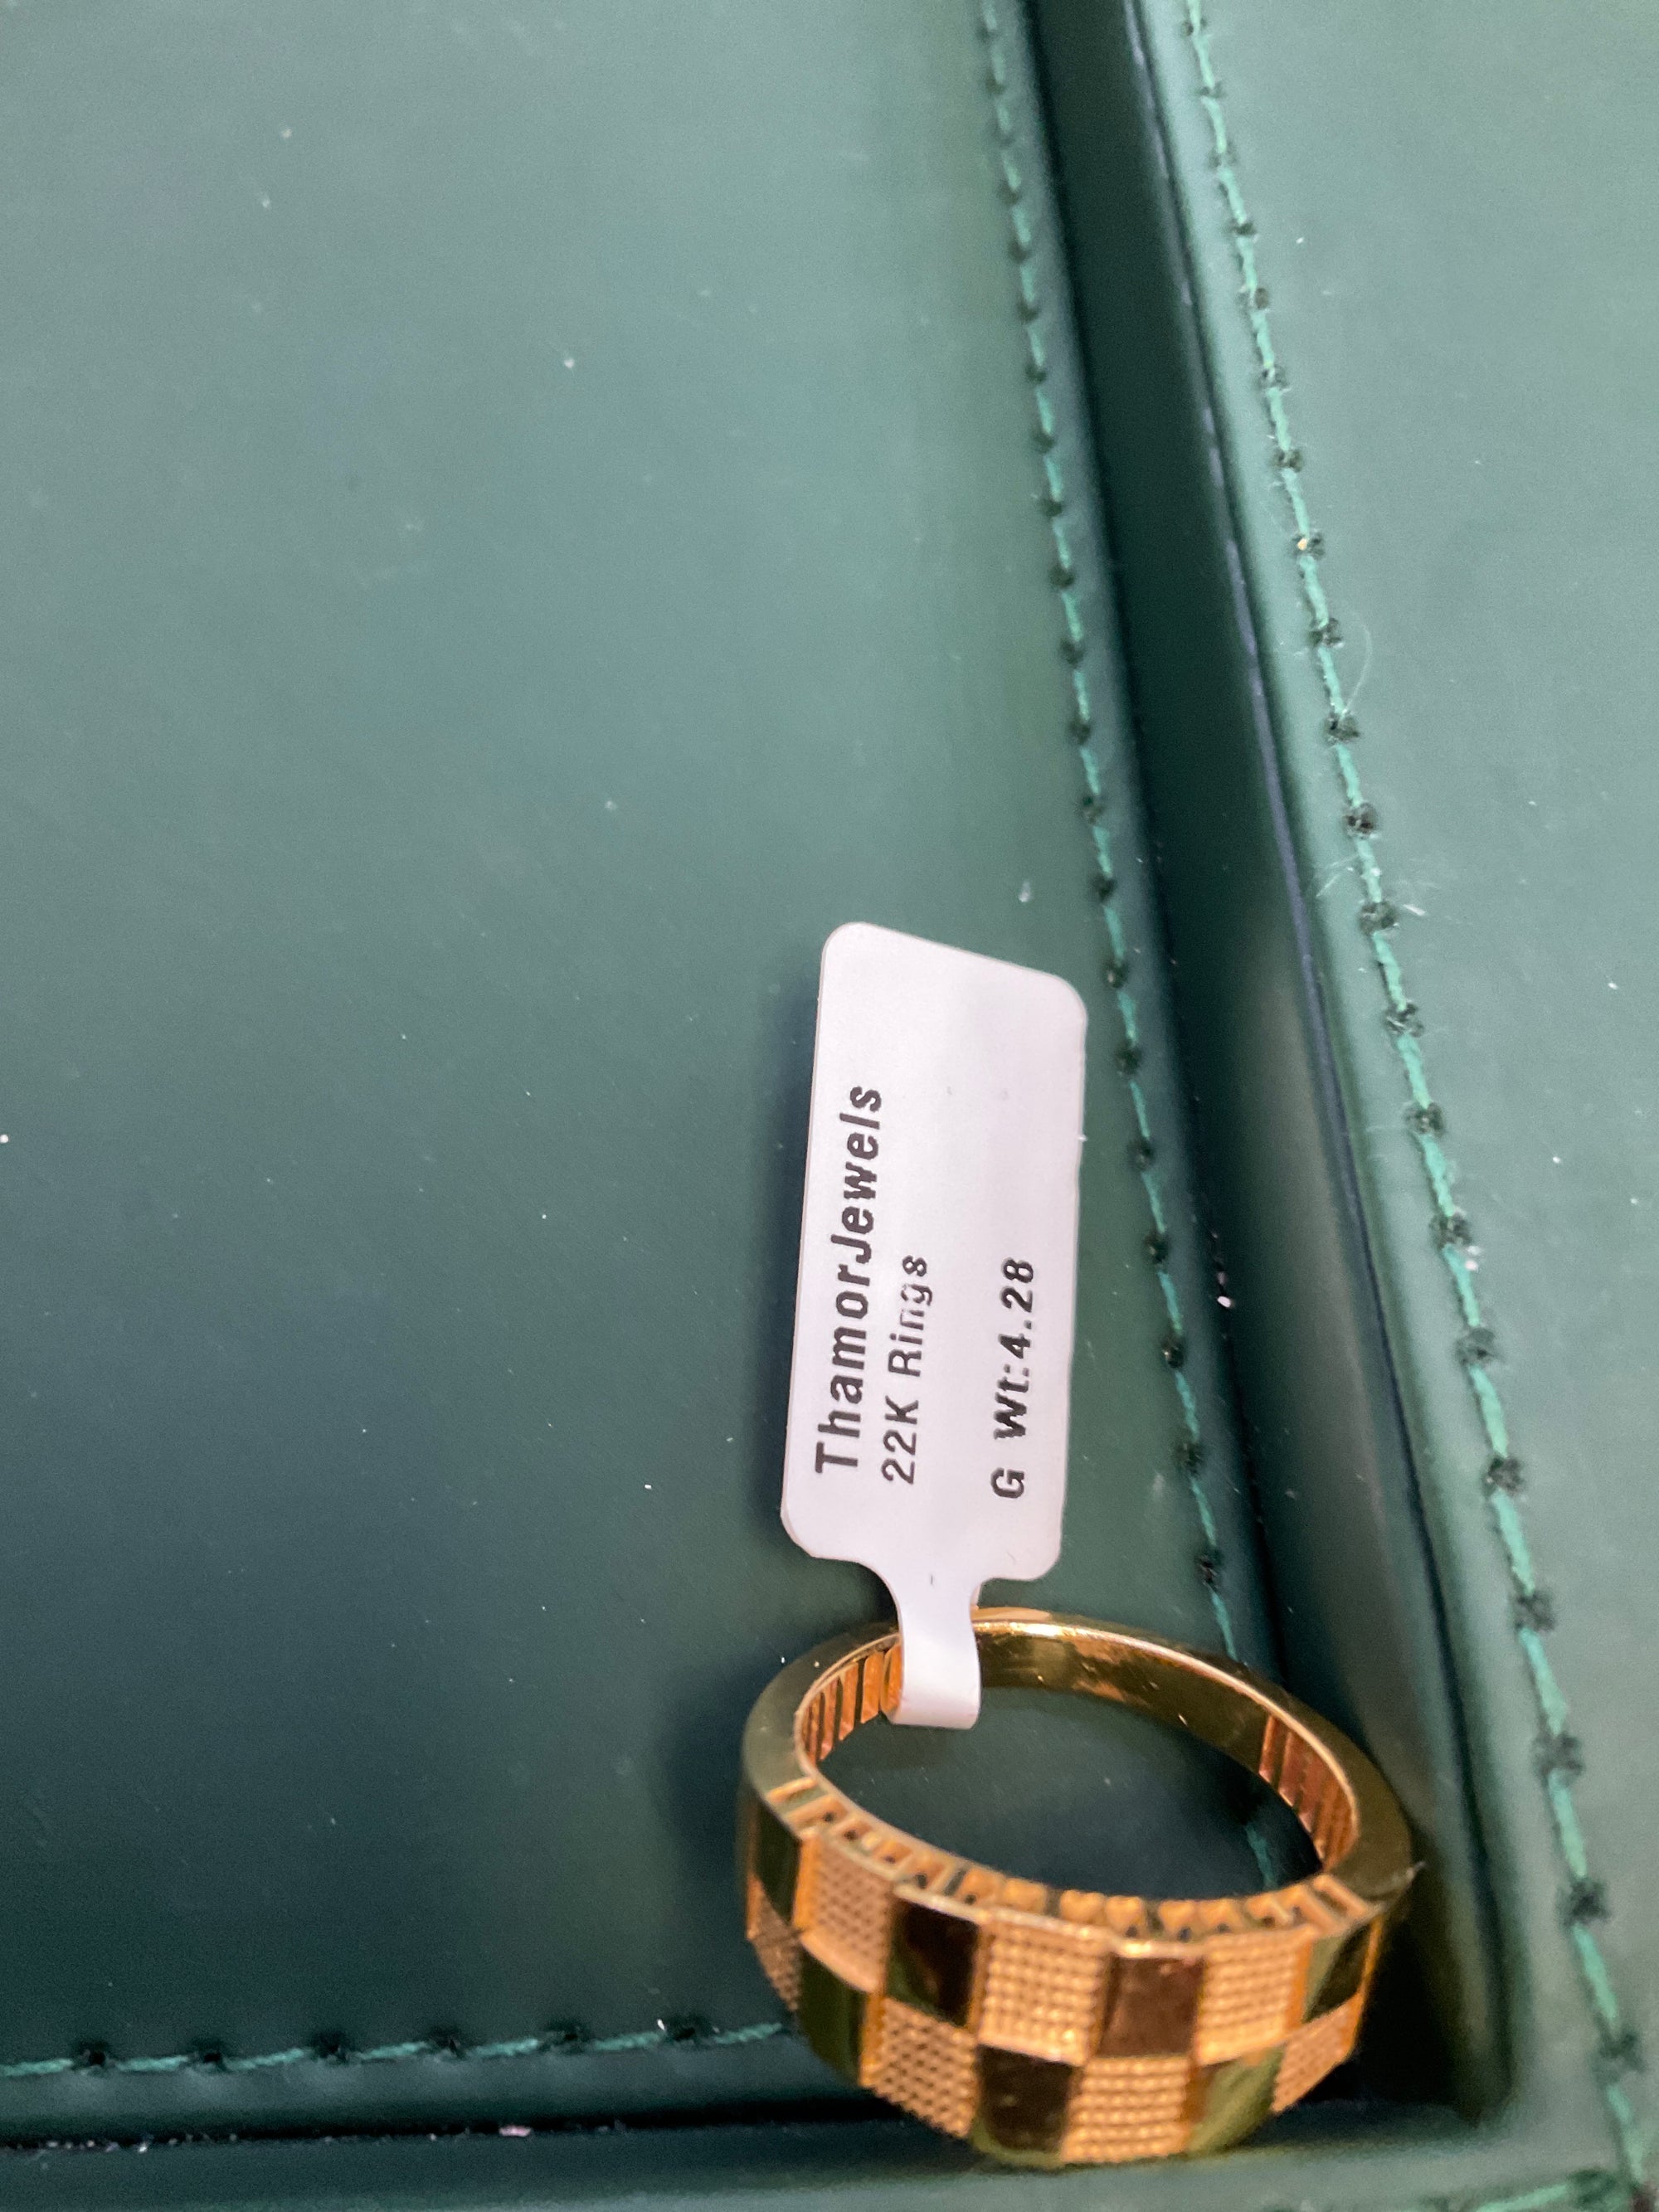 ThamorJewels
22K Rings
G Wt:4.28